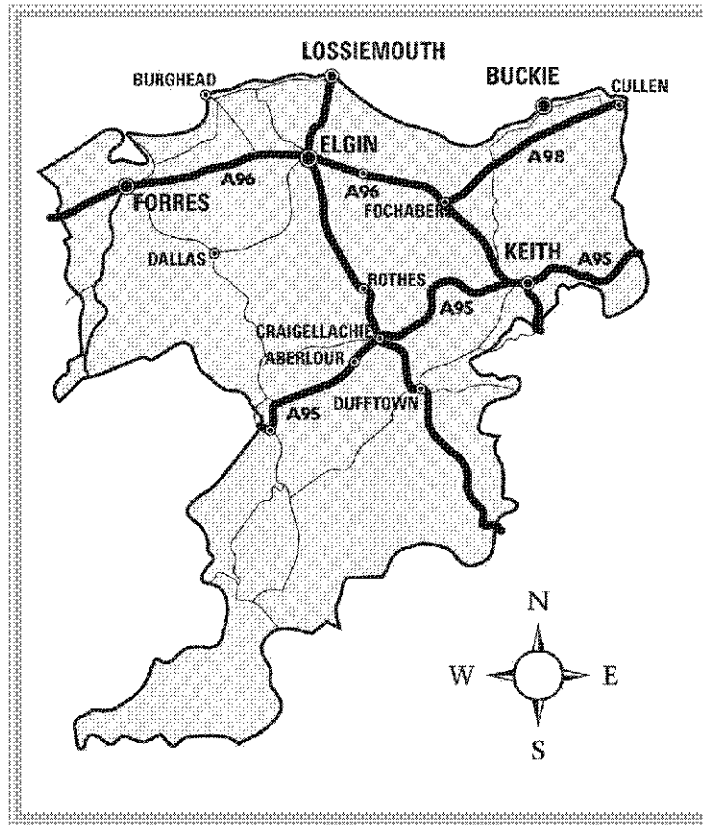 LOSSIEMOUTH
BURGHEAD
BUCKIE
CULLEN
ELGIN
A98
A96
A96
FORRES
FOCHABERS
DALLAS
KEITH
A95
ROTHES
A95
CRAIGELLACHIE
ABERLOUR
A95
DUFFTOWN
N
W
E
S